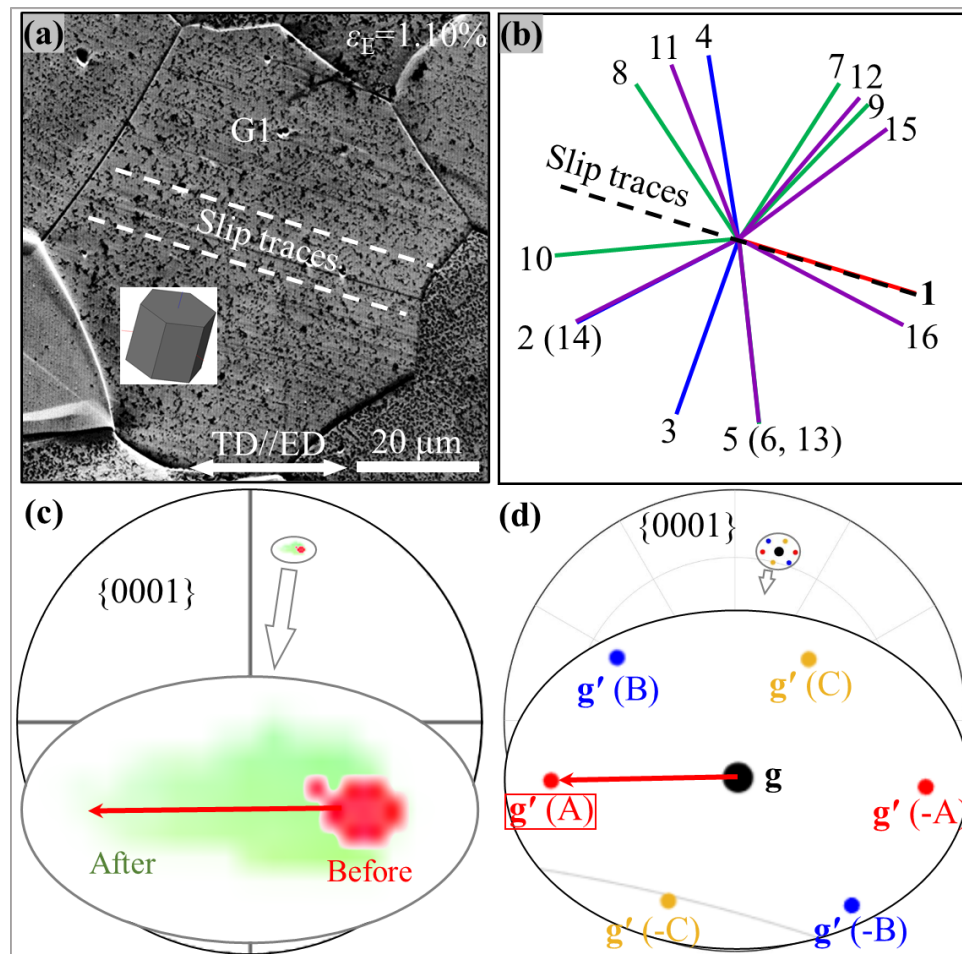 (a)
ε_E=1.10%
G1
Slip traces
TD//ED
20 μm
(b)
4
11
8
7
12
9
15
Slip traces
10
1
2 (14)
16
3
5 (6, 13)
(c)
{0001}
After
Before
(d)
{0001}
g′ (B)
g′ (C)
g
g′ (A)
g′ (-A)
g′ (-C)
g′ (-B)